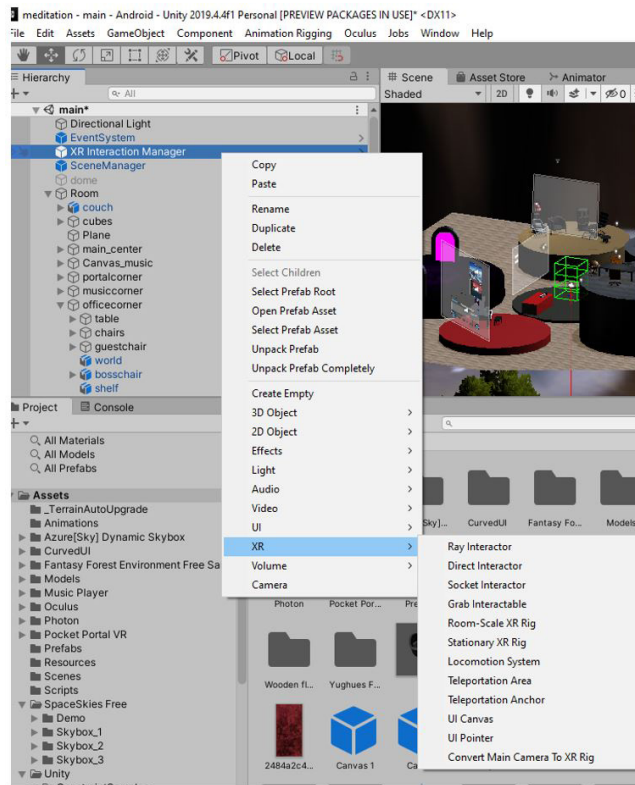 meditation - main - Android - Unity 2019.4.4f1 Personal [PREVIEW PACKAGES IN USE]* <DX11>
File Edit Assets GameObject Component Animation Rigging Oculus Jobs Window Help
Pivot Local
Hierarchy
All
main*
Directional Light
EventSystem
XR Interaction Manager
SceneManager
dome
Room
couch
cubes
Plane
main_center
Canvas_music
portalcorner
musiccorner
officecorner
table
chairs
guestchair
world
bosschair
shelf
Scene Asset Store Animator
Shaded 2D 0
Copy
Paste
Rename
Duplicate
Delete
Select Children
Select Prefab Root
Open Prefab Asset
Select Prefab Asset
Unpack Prefab
Unpack Prefab Completely
Create Empty
3D Object
2D Object
Effects
Light
Audio
Video
UI
XR
Volume
Camera
Ray Interactor
Direct Interactor
Socket Interactor
Grab Interactable
Room-Scale XR Rig
Stationary XR Rig
Locomotion System
Teleportation Area
Teleportation Anchor
UI Canvas
UI Pointer
Convert Main Camera To XR Rig
Project Console
All Materials
All Models
All Prefabs
Assets
_TerrainAutoUpgrade
Animations
Azure[Sky] Dynamic Skybox
CurvedUI
Fantasy Forest Environment Free Sa
Models
Music Player
Oculus
Photon
Pocket Portal VR
Prefabs
Resources
Scenes
Scripts
SpaceSkies Free
Demo
Skybox_1
Skybox_2
Skybox_3
Unity
Sky]... CurvedUI Fantasy Fo... Models
Photon Pocket Por... Pre
Wooden fl... Yughues F...
2484a2c4... Canvas 1 Ca